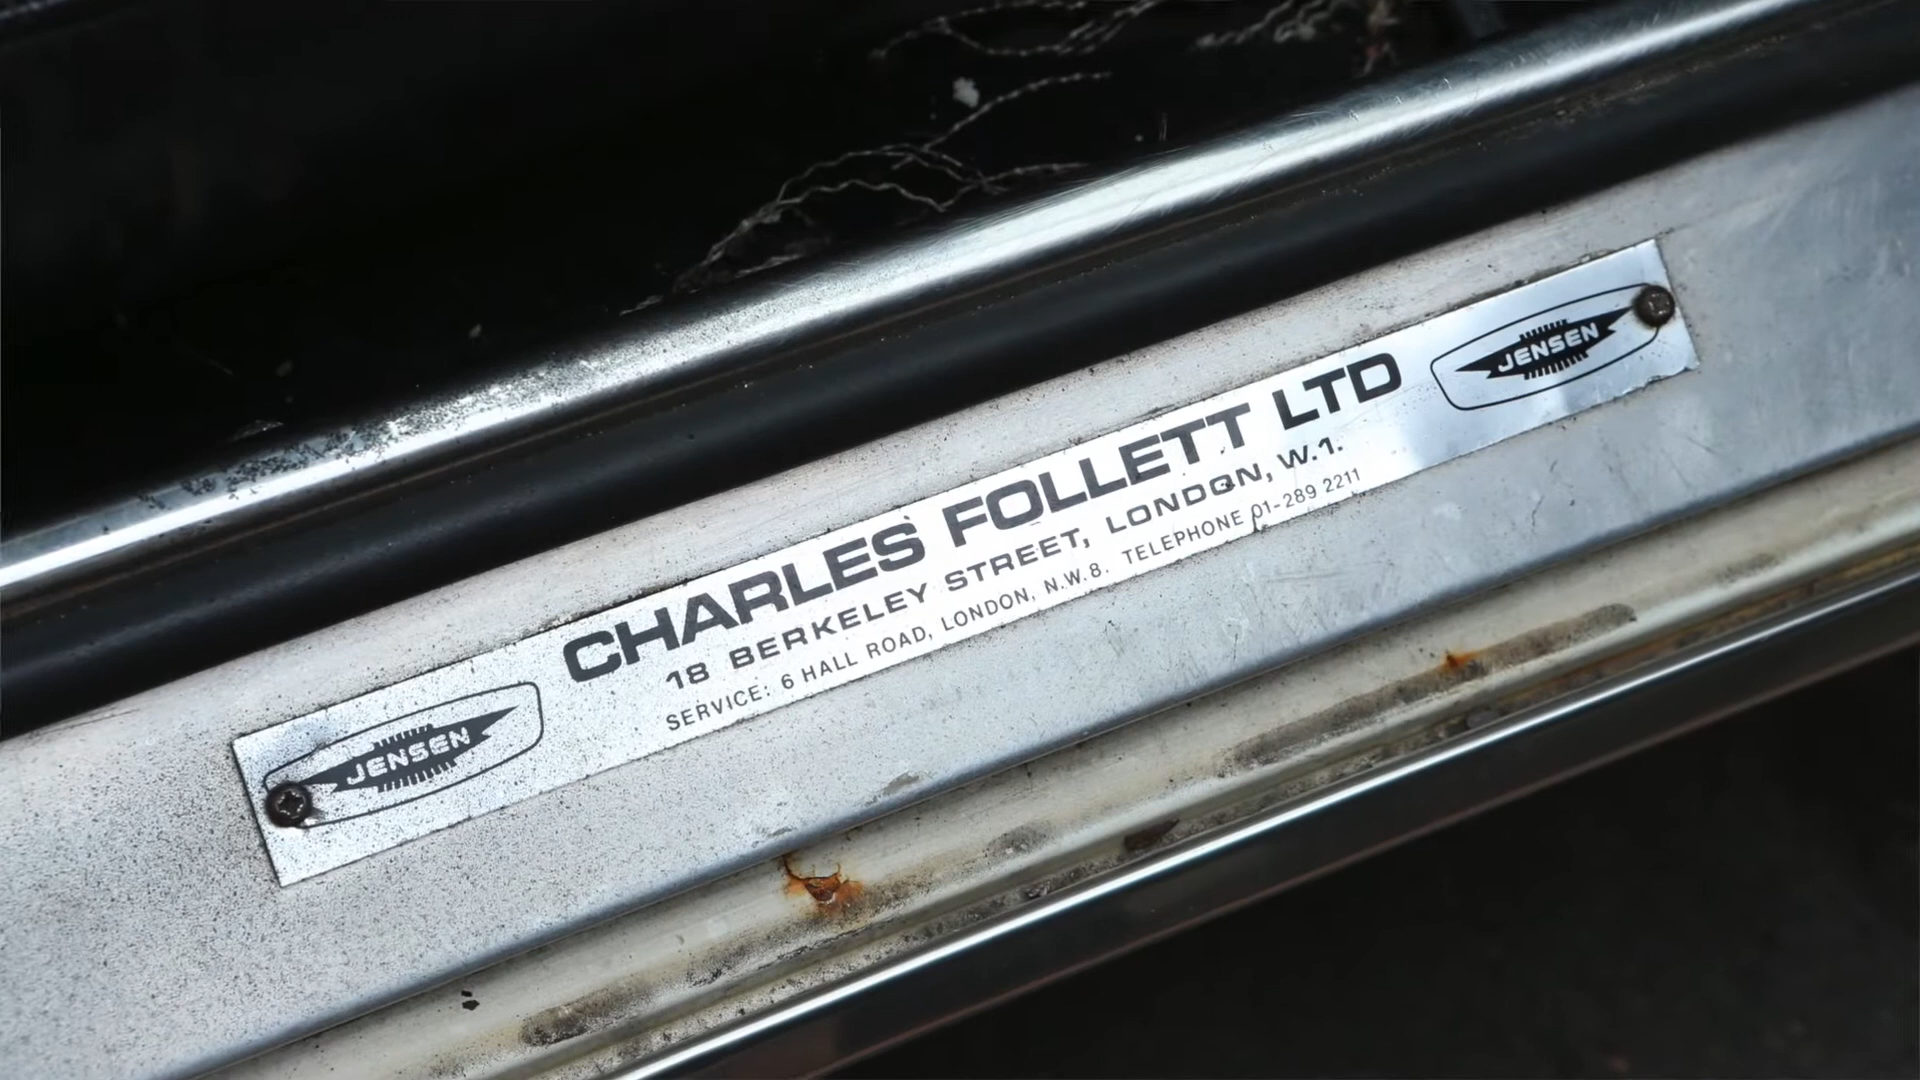 CHARLES FOLLETT LTD
18 BERKELEY STREET, LONDON, W.1.
SERVICE: 6 HALL ROAD, LONDON, N.W.8. TELEPHONE 01-289 2211
JENSEN
JENSEN